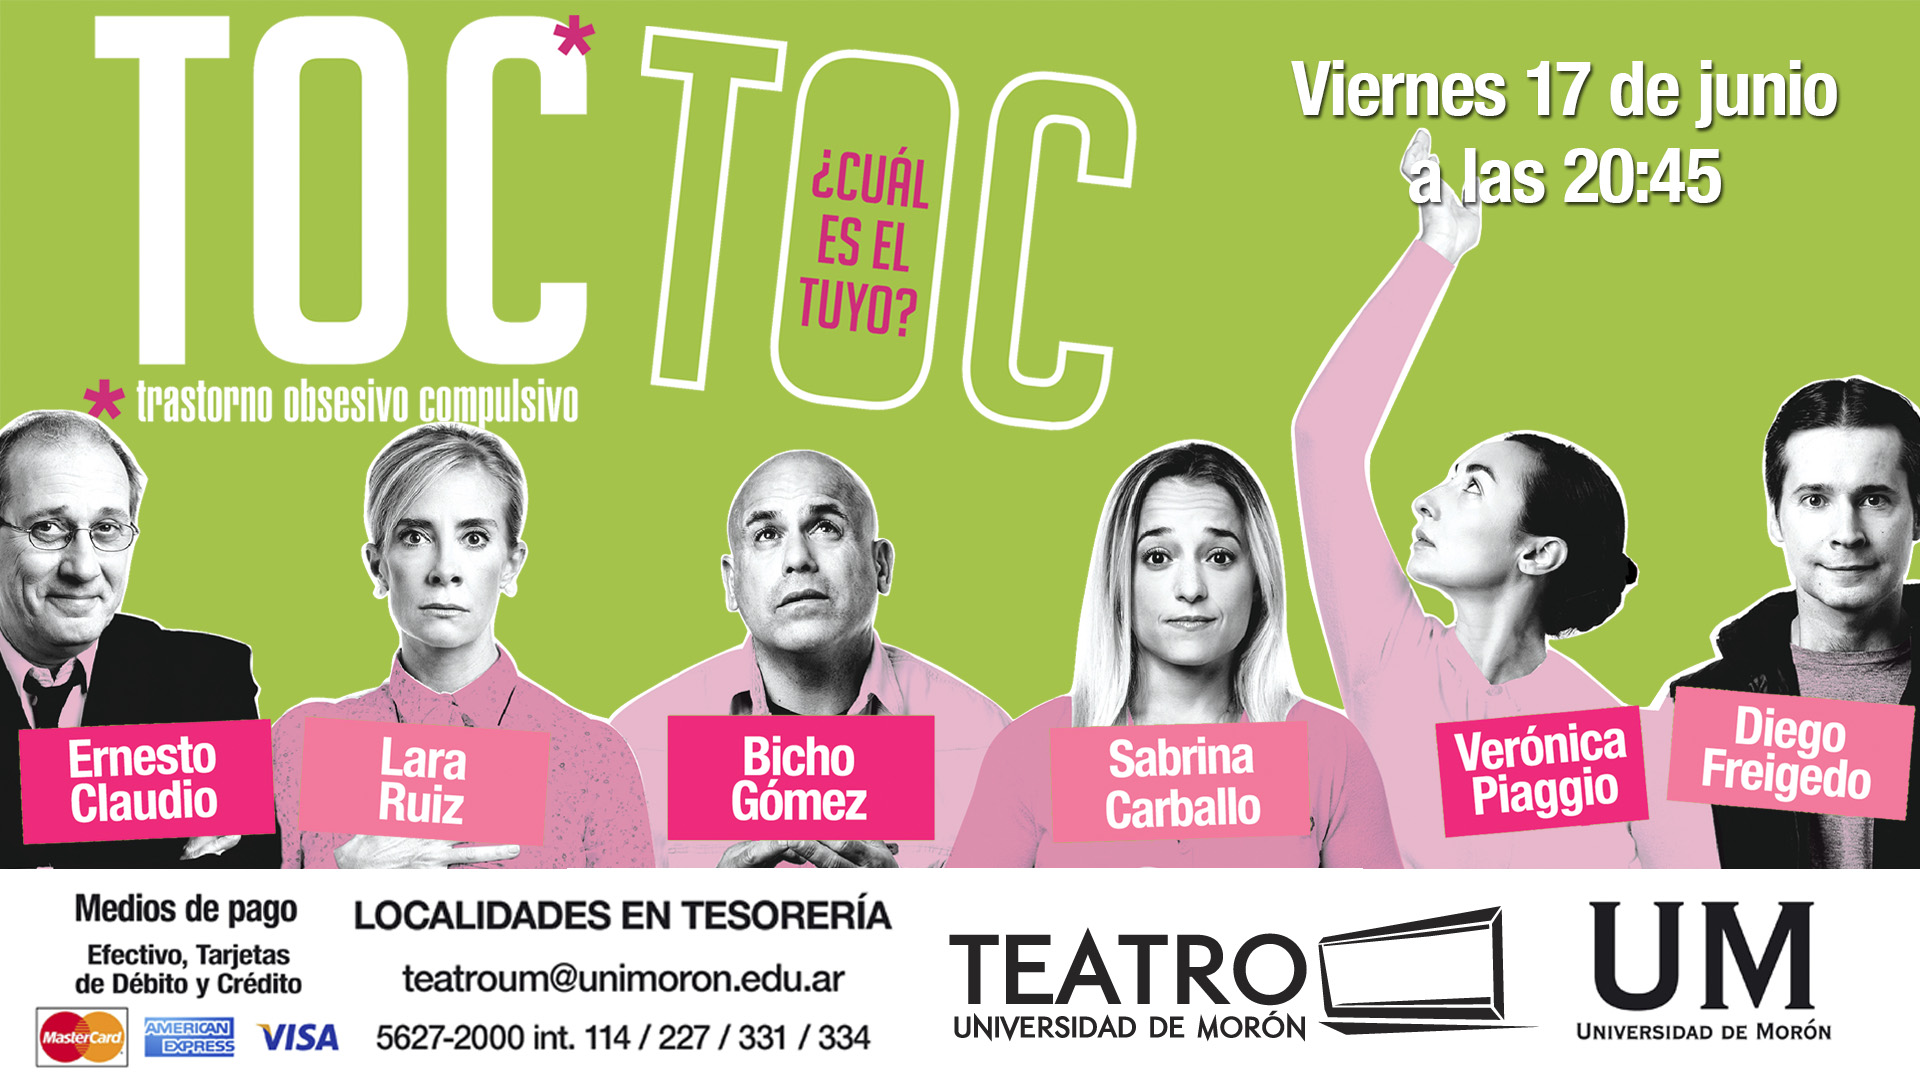 TOC* TOC
¿CUÁL
ES EL
TUYO?
* trastorno obsesivo compulsivo
Viernes 17 de junio
a las 20:45
Ernesto
Claudio
Lara
Ruiz
Bicho
Gómez
Sabrina
Carballo
Verónica
Piaggio
Diego
Freigedo
Medios de pago
Efectivo, Tarjetas
de Débito y Crédito
MasterCard
AMERICAN
EXPRESS
VISA
LOCALIDADES EN TESORERÍA
teatroum@unimoron.edu.ar
5627-2000 int. 114 / 227 / 331 / 334
TEATRO
UNIVERSIDAD DE MORÓN
UM
UNIVERSIDAD DE MORÓN